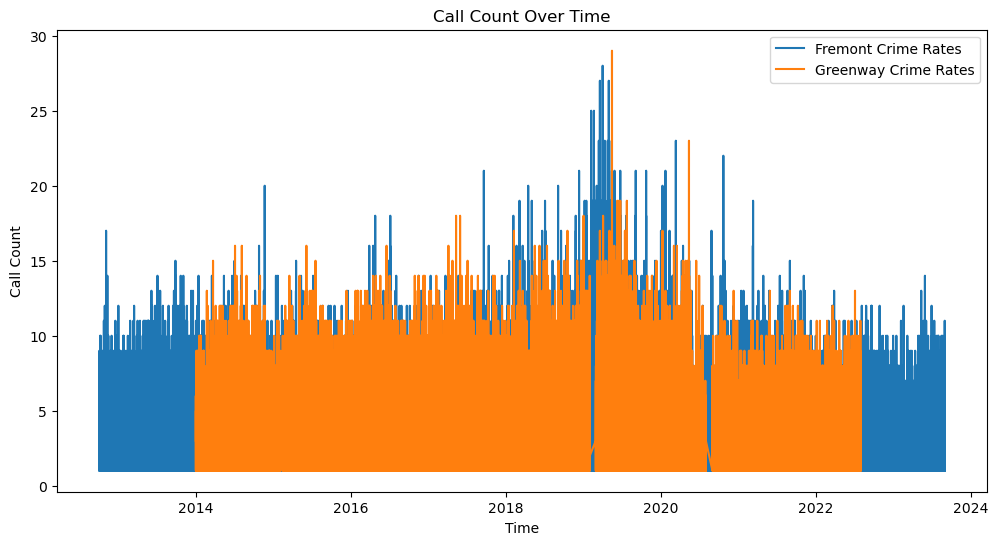 Call Count Over Time
Fremont Crime Rates
Greenway Crime Rates
Call Count
30
25
20
15
10
5
0
2014
2016
2018
2020
2022
2024
Time